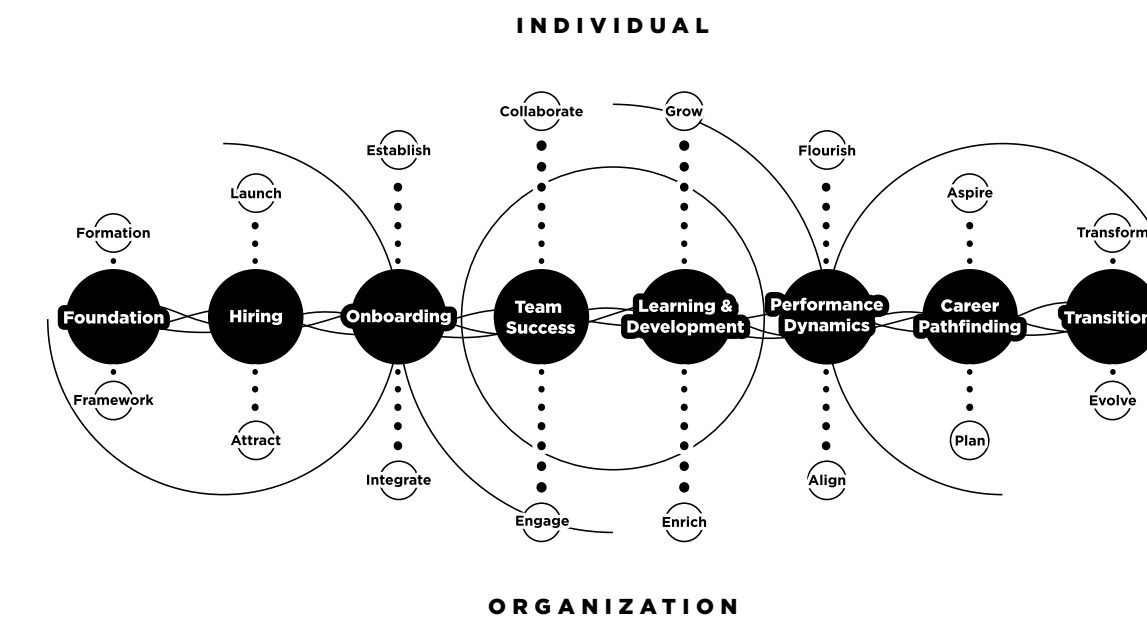 INDIVIDUAL
Collaborate
Grow
Establish
Flourish
Launch
Aspire
Formation
Transform
Foundation
Hiring
Onboarding
Team
Success
Learning &
Development
Performance
Dynamics
Career
Pathfinding
Transition
Framework
Evolve
Attract
Plan
Integrate
Align
Engage
Enrich
ORGANIZATION